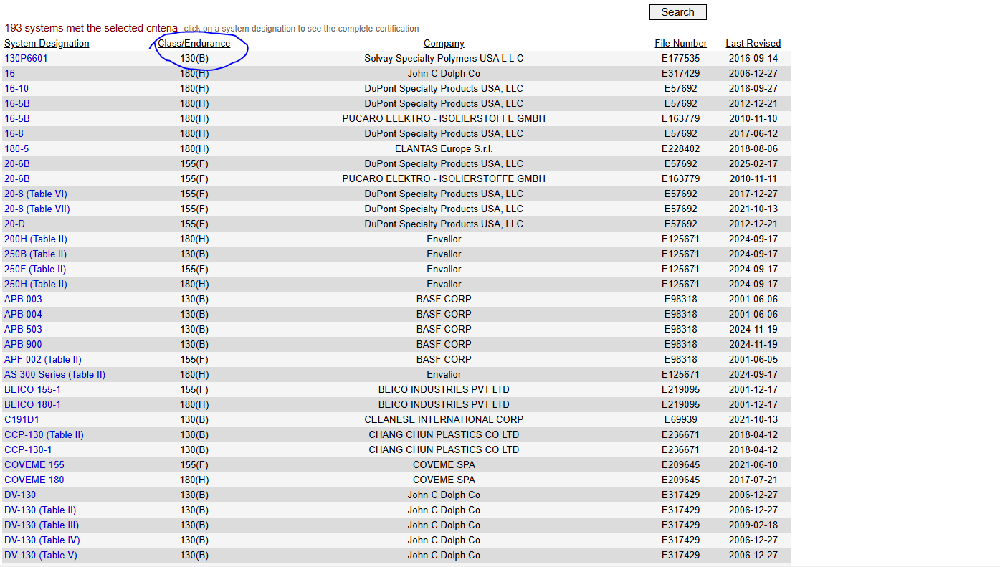 Search
193 systems met the selected criteria click on a system designation to see the complete certification
System Designation Class/Endurance Company File Number Last Revised
130P6601 130(B) Solvay Specialty Polymers USA L L C E177535 2016-09-14
16 180(H) John C Dolph Co E317429 2006-12-27
16-10 180(H) DuPont Specialty Products USA, LLC E57692 2018-09-27
16-5B 180(H) DuPont Specialty Products USA, LLC E57692 2012-12-21
16-5B 180(H) PUCARO ELEKTRO - ISOLIERSTOFFE GMBH E163779 2010-11-10
16-8 180(H) DuPont Specialty Products USA, LLC E57692 2017-06-12
180-5 180(H) ELANTAS Europe S.r.l. E228402 2018-08-06
20-6B 155(F) DuPont Specialty Products USA, LLC E57692 2025-02-17
20-6B 155(F) PUCARO ELEKTRO - ISOLIERSTOFFE GMBH E163779 2010-11-11
20-8 (Table VI) 155(F) DuPont Specialty Products USA, LLC E57692 2017-12-27
20-8 (Table VII) 155(F) DuPont Specialty Products USA, LLC E57692 2021-10-13
20-D 155(F) DuPont Specialty Products USA, LLC E57692 2012-12-21
200H (Table II) 180(H) Envalior E125671 2024-09-17
250B (Table II) 130(B) Envalior E125671 2024-09-17
250F (Table II) 155(F) Envalior E125671 2024-09-17
250H (Table II) 180(H) Envalior E125671 2024-09-17
APB 003 130(B) BASF CORP E98318 2001-06-06
APB 004 130(B) BASF CORP E98318 2001-06-06
APB 503 130(B) BASF CORP E98318 2024-11-19
APB 900 130(B) BASF CORP E98318 2024-11-19
APF 002 (Table II) 155(F) BASF CORP E98318 2001-06-05
AS 300 Series (Table II) 180(H) Envalior E125671 2024-09-17
BEICO 155-1 155(F) BEICO INDUSTRIES PVT LTD E219095 2001-12-17
BEICO 180-1 180(H) BEICO INDUSTRIES PVT LTD E219095 2001-12-17
C191D1 130(B) CELANESE INTERNATIONAL CORP E69939 2021-10-13
CCP-130 (Table II) 130(B) CHANG CHUN PLASTICS CO LTD E236671 2018-04-12
CCP-130-1 130(B) CHANG CHUN PLASTICS CO LTD E236671 2018-04-12
COVEME 155 155(F) COVEME SPA E209645 2021-06-10
COVEME 180 180(H) COVEME SPA E209645 2017-07-21
DV-130 130(B) John C Dolph Co E317429 2006-12-27
DV-130 (Table II) 130(B) John C Dolph Co E317429 2006-12-27
DV-130 (Table III) 130(B) John C Dolph Co E317429 2009-02-18
DV-130 (Table IV) 130(B) John C Dolph Co E317429 2006-12-27
DV-130 (Table V) 130(B) John C Dolph Co E317429 2006-12-27